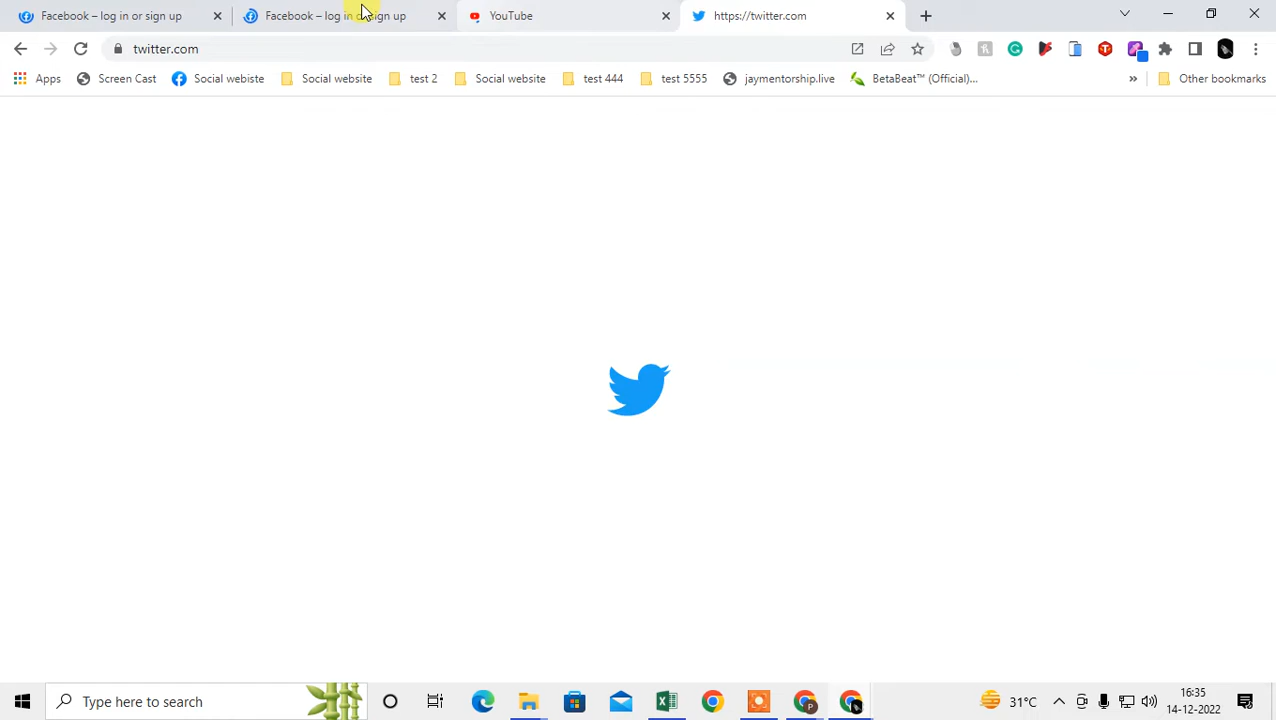 Facebook – log in or sign up
Facebook – log in or sign up
YouTube
https://twitter.com
twitter.com
Apps
Screen Cast
Social webiste
Social website
test 2
Social website
test 444
test 5555
jaymentorship.live
BetaBeat™ (Official)...
»
Other bookmarks
Type here to search
31°C
16:35
14-12-2022